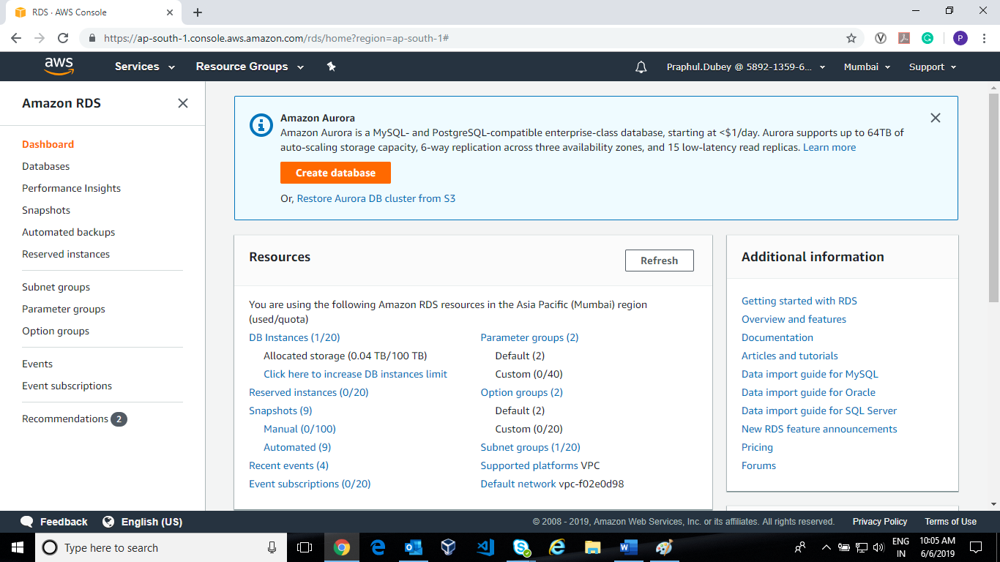 RDS · AWS Console
https://ap-south-1.console.aws.amazon.com/rds/home?region=ap-south-1#
P
aws
Services
Resource Groups
Praphul.Dubey @ 5892-1359-6...
Mumbai
Support
Amazon RDS
Dashboard
Databases
Performance Insights
Snapshots
Automated backups
Reserved instances
Subnet groups
Parameter groups
Option groups
Events
Event subscriptions
Recommendations 2
Amazon Aurora
Amazon Aurora is a MySQL- and PostgreSQL-compatible enterprise-class database, starting at <$1/day. Aurora supports up to 64TB of
auto-scaling storage capacity, 6-way replication across three availability zones, and 15 low-latency read replicas. Learn more
Create database
Or, Restore Aurora DB cluster from S3
Resources
Refresh
You are using the following Amazon RDS resources in the Asia Pacific (Mumbai) region
(used/quota)
DB Instances (1/20)
Allocated storage (0.04 TB/100 TB)
Click here to increase DB instances limit
Reserved instances (0/20)
Snapshots (9)
Manual (0/100)
Automated (9)
Recent events (4)
Event subscriptions (0/20)
Parameter groups (2)
Default (2)
Custom (0/40)
Option groups (2)
Default (2)
Custom (0/20)
Subnet groups (1/20)
Supported platforms VPC
Default network vpc-f02e0d98
Additional information
Getting started with RDS
Overview and features
Documentation
Articles and tutorials
Data import guide for MySQL
Data import guide for Oracle
Data import guide for SQL Server
New RDS feature announcements
Pricing
Forums
Feedback
English (US)
© 2008 - 2019, Amazon Web Services, Inc. or its affiliates. All rights reserved.
Privacy Policy
Terms of Use
Type here to search
ENG
IN
10:05 AM
6/6/2019